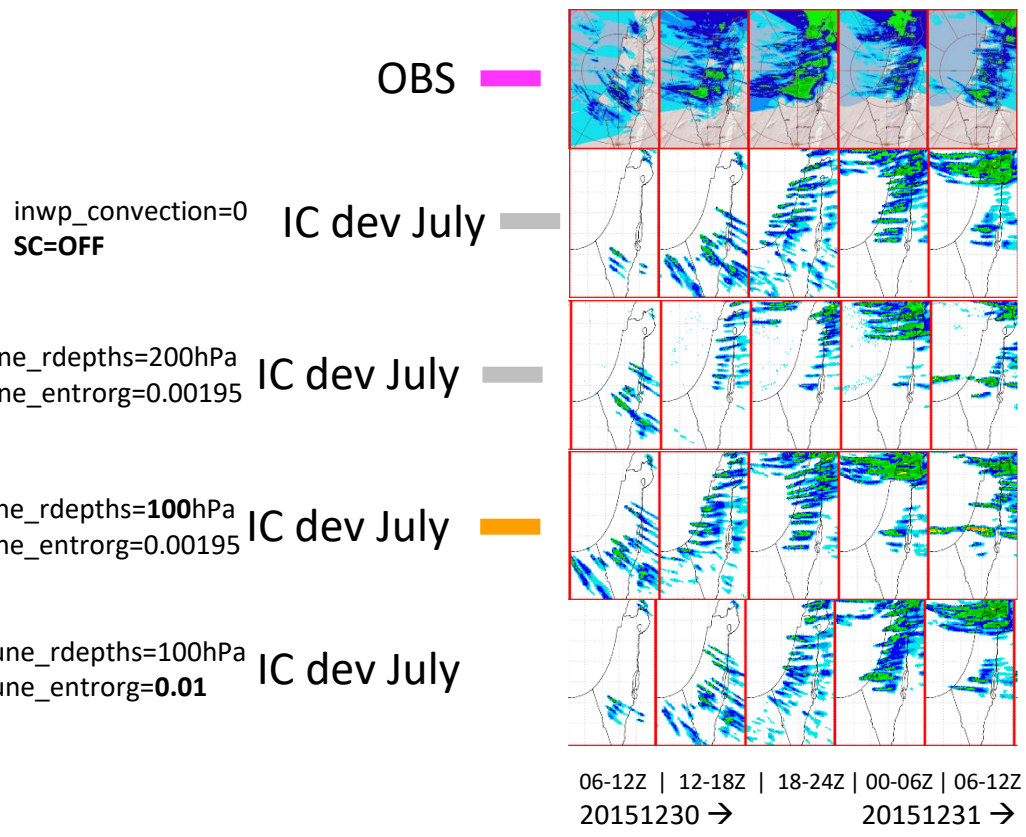 OBS
inwp_convection=0
SC=OFF
IC dev July
ne_rdepths=200hPa
ne_entrorg=0.00195
IC dev July
ne_rdepths=100hPa
ne_entrorg=0.00195
IC dev July
une_rdepths=100hPa
une_entrorg=0.01
IC dev July
06-12Z | 12-18Z | 18-24Z | 00-06Z | 06-12Z
20151230 → 20151231 →